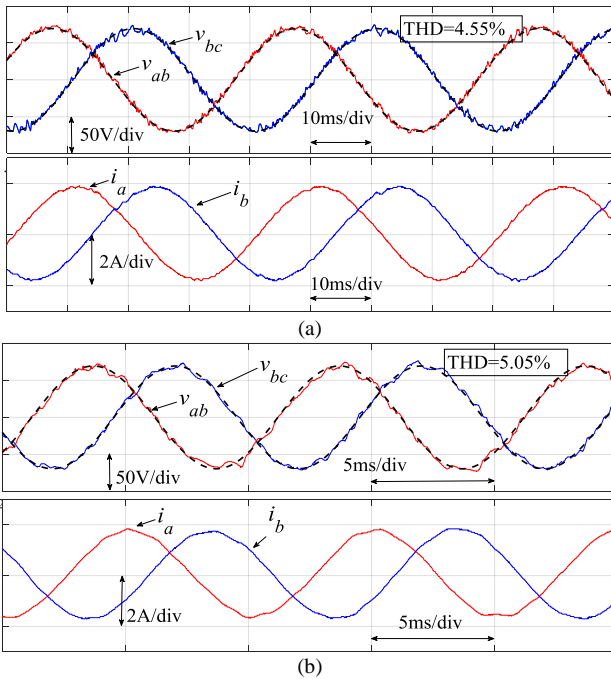 THD=4.55%
v_bc
v_ab
50V/div
10ms/div
i_a
i_b
2A/div
10ms/div
(a)
THD=5.05%
v_bc
v_ab
50V/div
5ms/div
i_a
i_b
2A/div
5ms/div
(b)